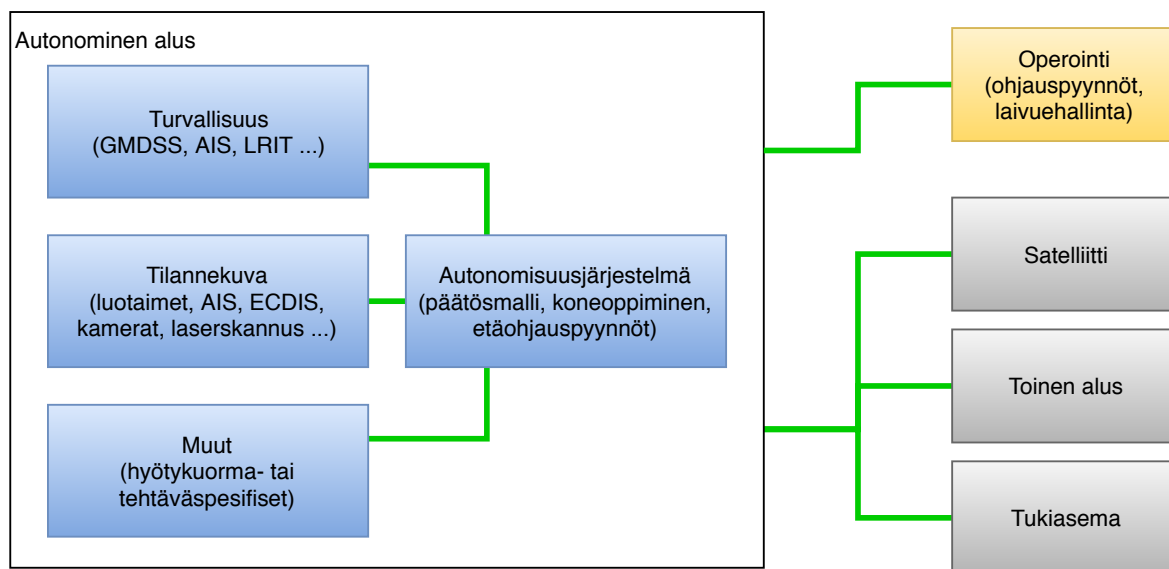 Autonominen alus
Turvallisuus
(GMDSS, AIS, LRIT ...)
Tilannekuva
(luotaimet, AIS, ECDIS,
kamerat, laserskannus ...)
Muut
(hyötykuorma- tai
tehtäväspesifiset)
Autonomisuusjärjestelmä
(päätösmalli, koneoppiminen,
etäohjauspyynnöt)
Operointi
(ohjauspyynnöt,
laivuehallinta)
Satelliitti
Toinen alus
Tukiasema